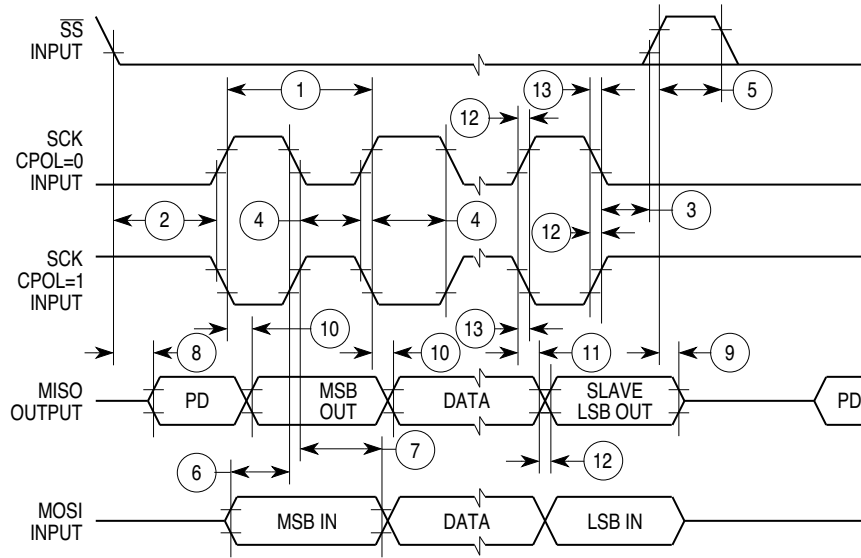 SS
INPUT
1
13
5
12
SCK
CPOL=0
INPUT
2
4
4
3
12
SCK
CPOL=1
INPUT
13
8
10
10
11
9
MISO
OUTPUT
PD
MSB
OUT
DATA
SLAVE
LSB OUT
PD
6
7
12
MOSI
INPUT
MSB IN
DATA
LSB IN